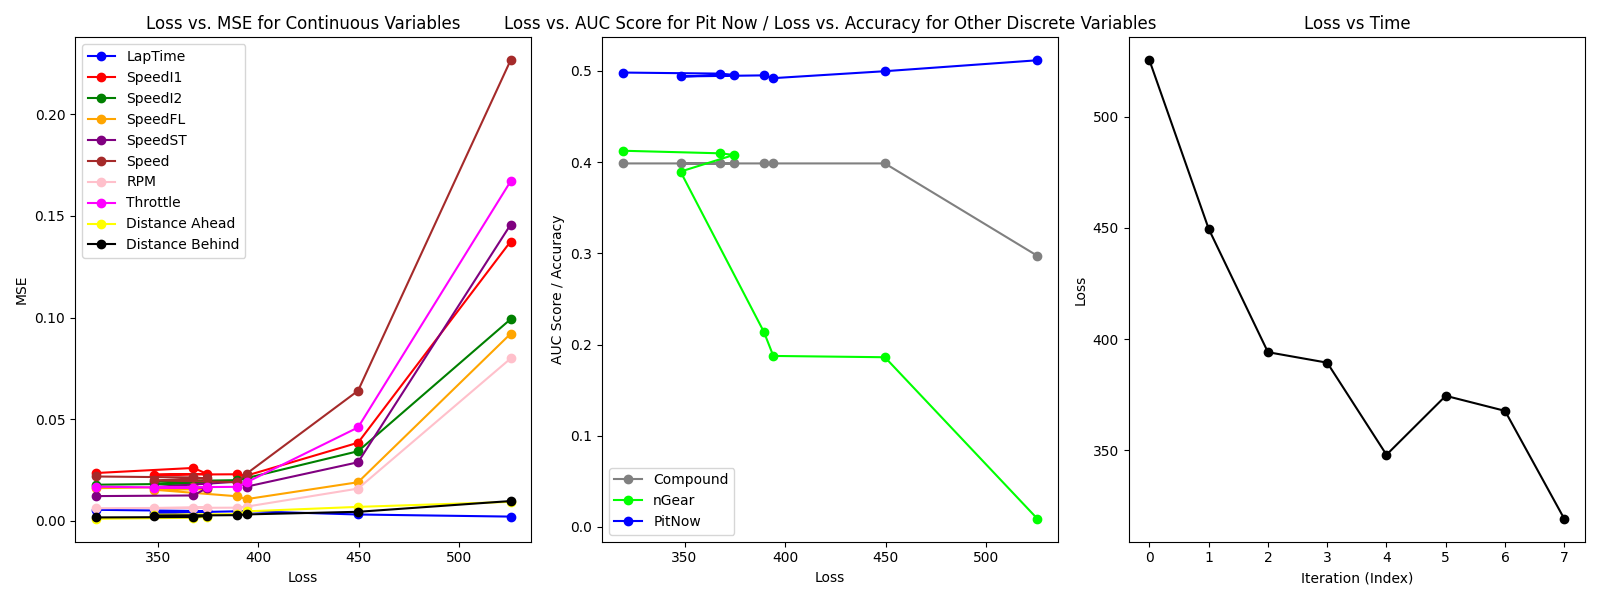 Loss vs. MSE for Continuous Variables
LapTime
SpeedI1
SpeedI2
SpeedFL
SpeedST
Speed
RPM
Throttle
Distance Ahead
Distance Behind
MSE
0.20
0.15
0.10
0.05
0.00
350 400 450 500
Loss
Loss vs. AUC Score for Pit Now / Loss vs. Accuracy for Other Discrete Variables
AUC Score / Accuracy
0.5
0.4
0.3
0.2
0.1
0.0
Compound
nGear
PitNow
350 400 450 500
Loss
Loss vs Time
Loss
500
450
400
350
0 1 2 3 4 5 6 7
Iteration (Index)